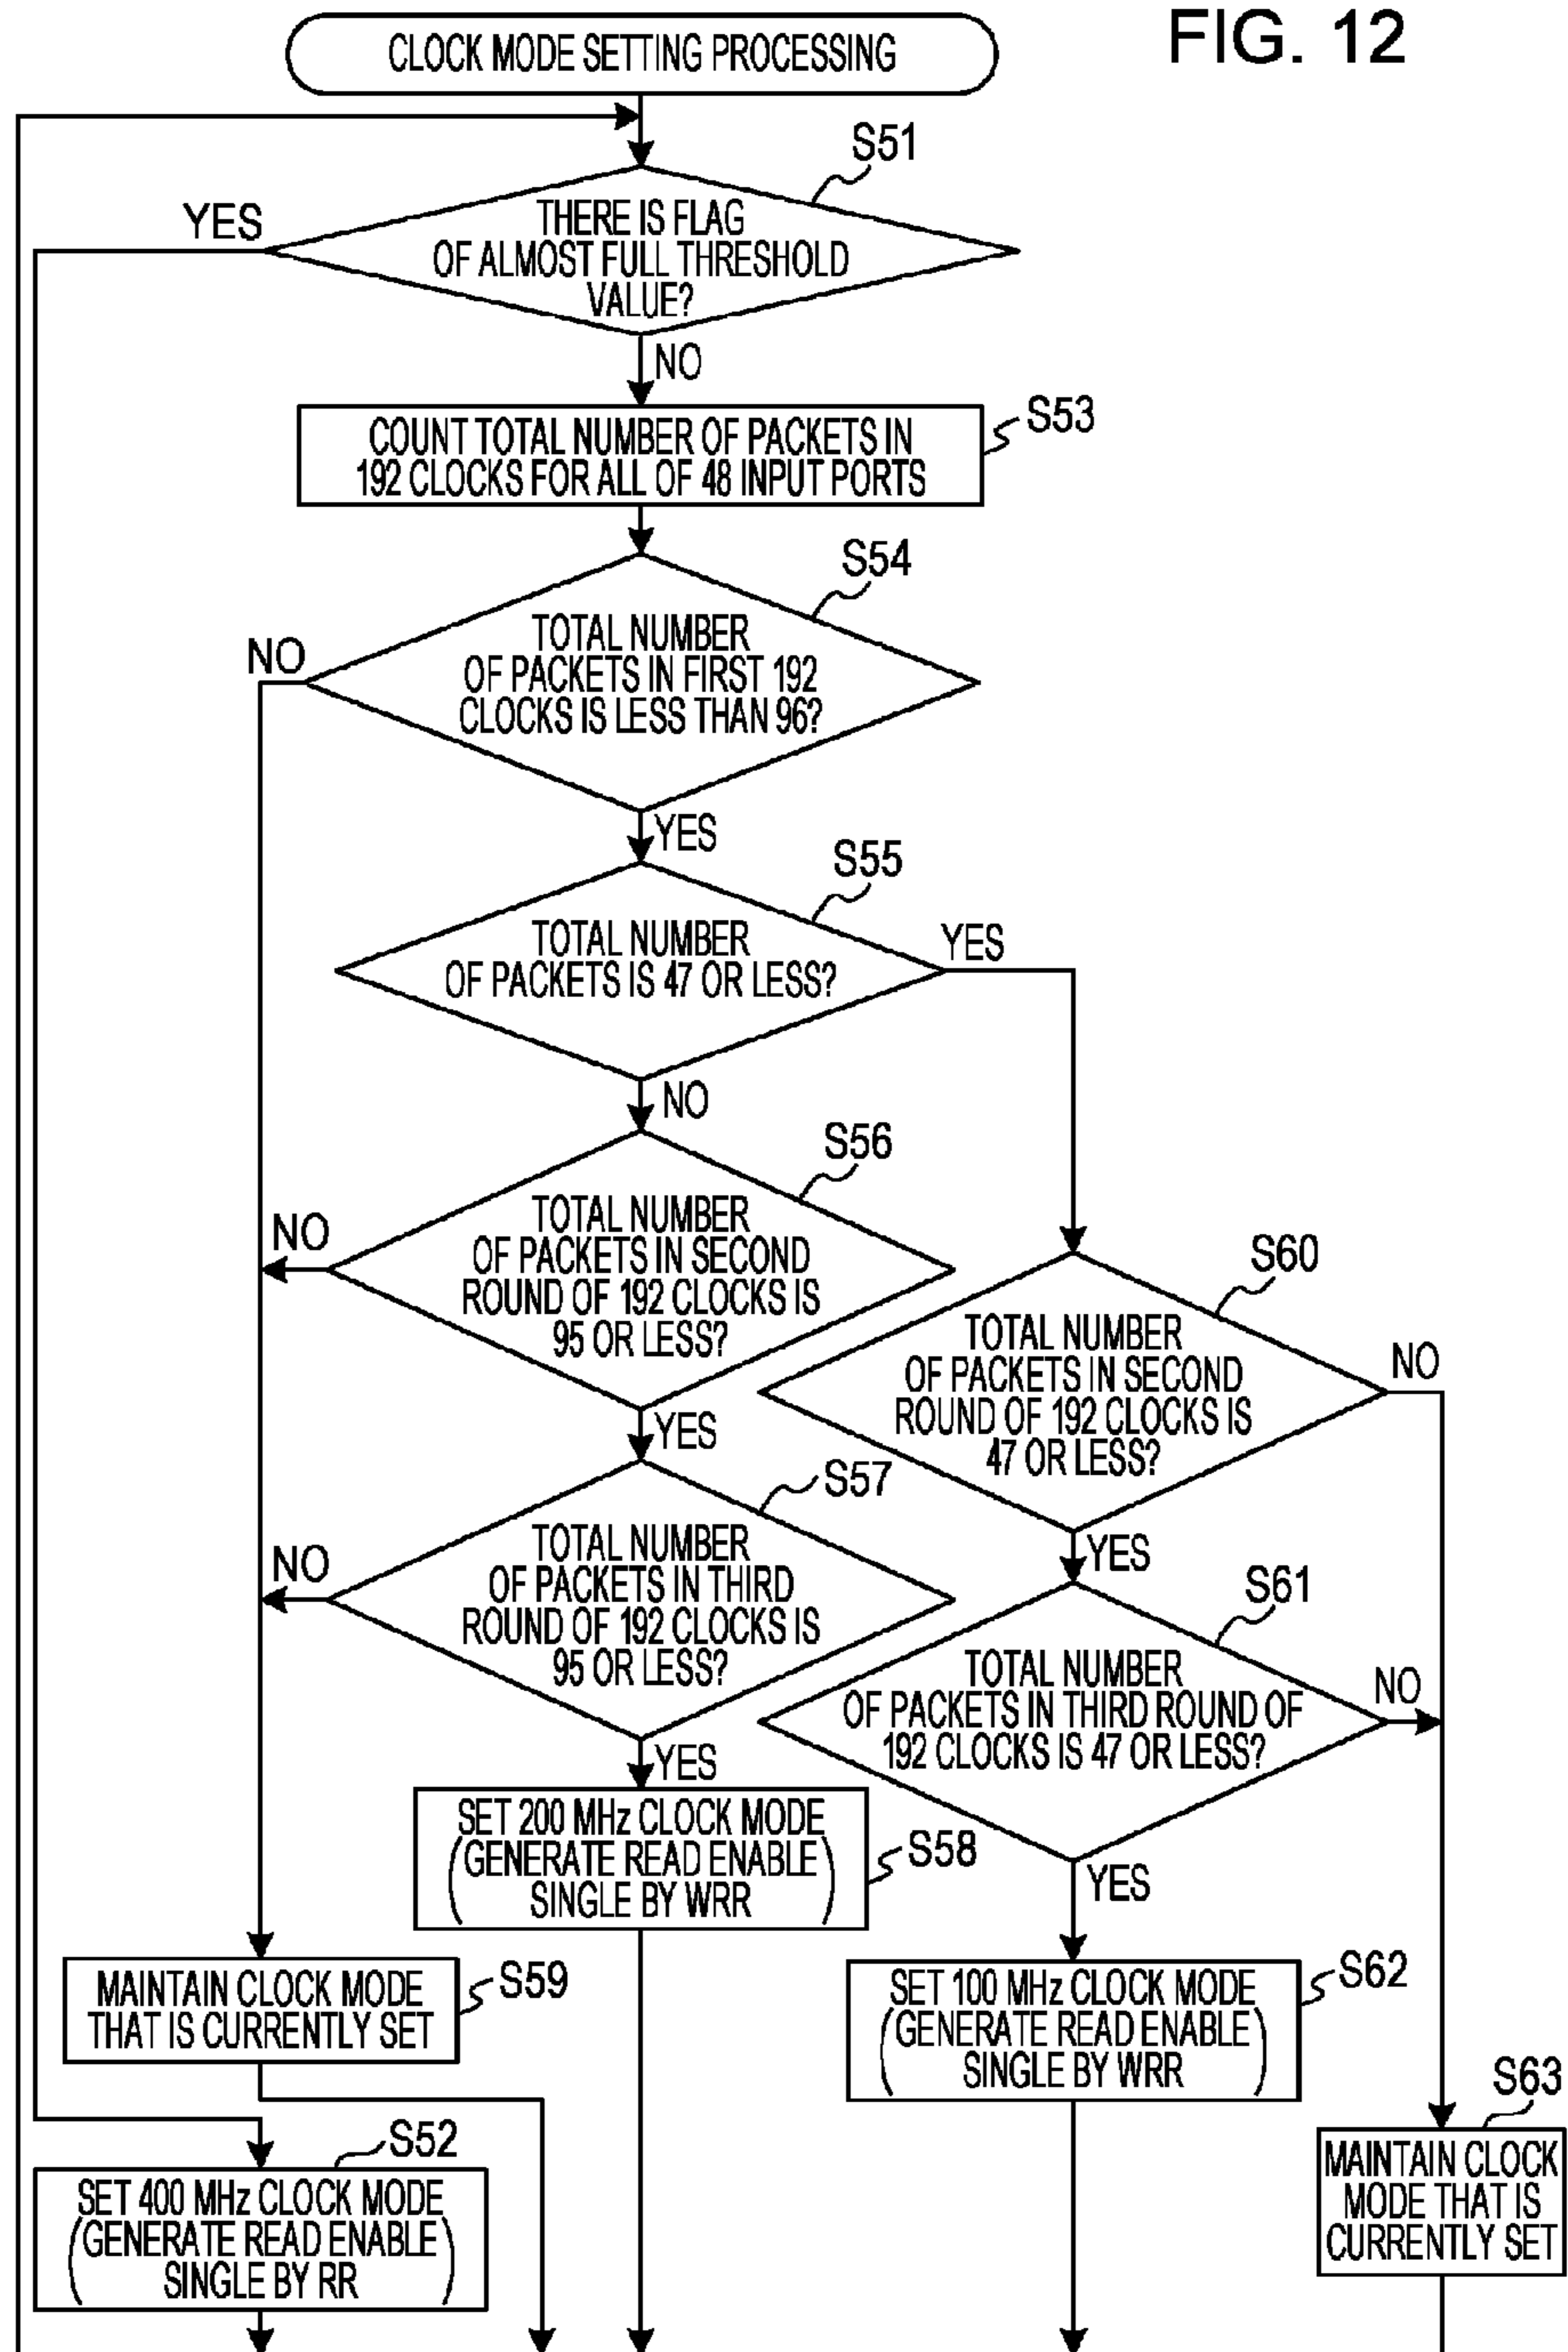 FIG. 12
CLOCK MODE SETTING PROCESSING
S51
THERE IS FLAG
OF ALMOST FULL THRESHOLD
VALUE?
YES
NO
S53
COUNT TOTAL NUMBER OF PACKETS IN
192 CLOCKS FOR ALL OF 48 INPUT PORTS
S54
TOTAL NUMBER
OF PACKETS IN FIRST 192
CLOCKS IS LESS THAN 96?
NO
YES
S55
TOTAL NUMBER
OF PACKETS IS 47 OR LESS?
YES
NO
S56
TOTAL NUMBER
OF PACKETS IN SECOND
ROUND OF 192 CLOCKS IS
95 OR LESS?
NO
YES
S60
TOTAL NUMBER
OF PACKETS IN SECOND
ROUND OF 192 CLOCKS IS
47 OR LESS?
NO
YES
S57
TOTAL NUMBER
OF PACKETS IN THIRD
ROUND OF 192 CLOCKS IS
95 OR LESS?
NO
YES
S61
TOTAL NUMBER
OF PACKETS IN THIRD ROUND OF
192 CLOCKS IS 47 OR LESS?
NO
YES
SET 200 MHz CLOCK MODE
(GENERATE READ ENABLE
SINGLE BY WRR)
S58
MAINTAIN CLOCK MODE
THAT IS CURRENTLY SET
S59
SET 100 MHz CLOCK MODE
(GENERATE READ ENABLE
SINGLE BY WRR)
S62
S63
MAINTAIN CLOCK
MODE THAT IS
CURRENTLY SET
S52
SET 400 MHz CLOCK MODE
(GENERATE READ ENABLE
SINGLE BY RR)